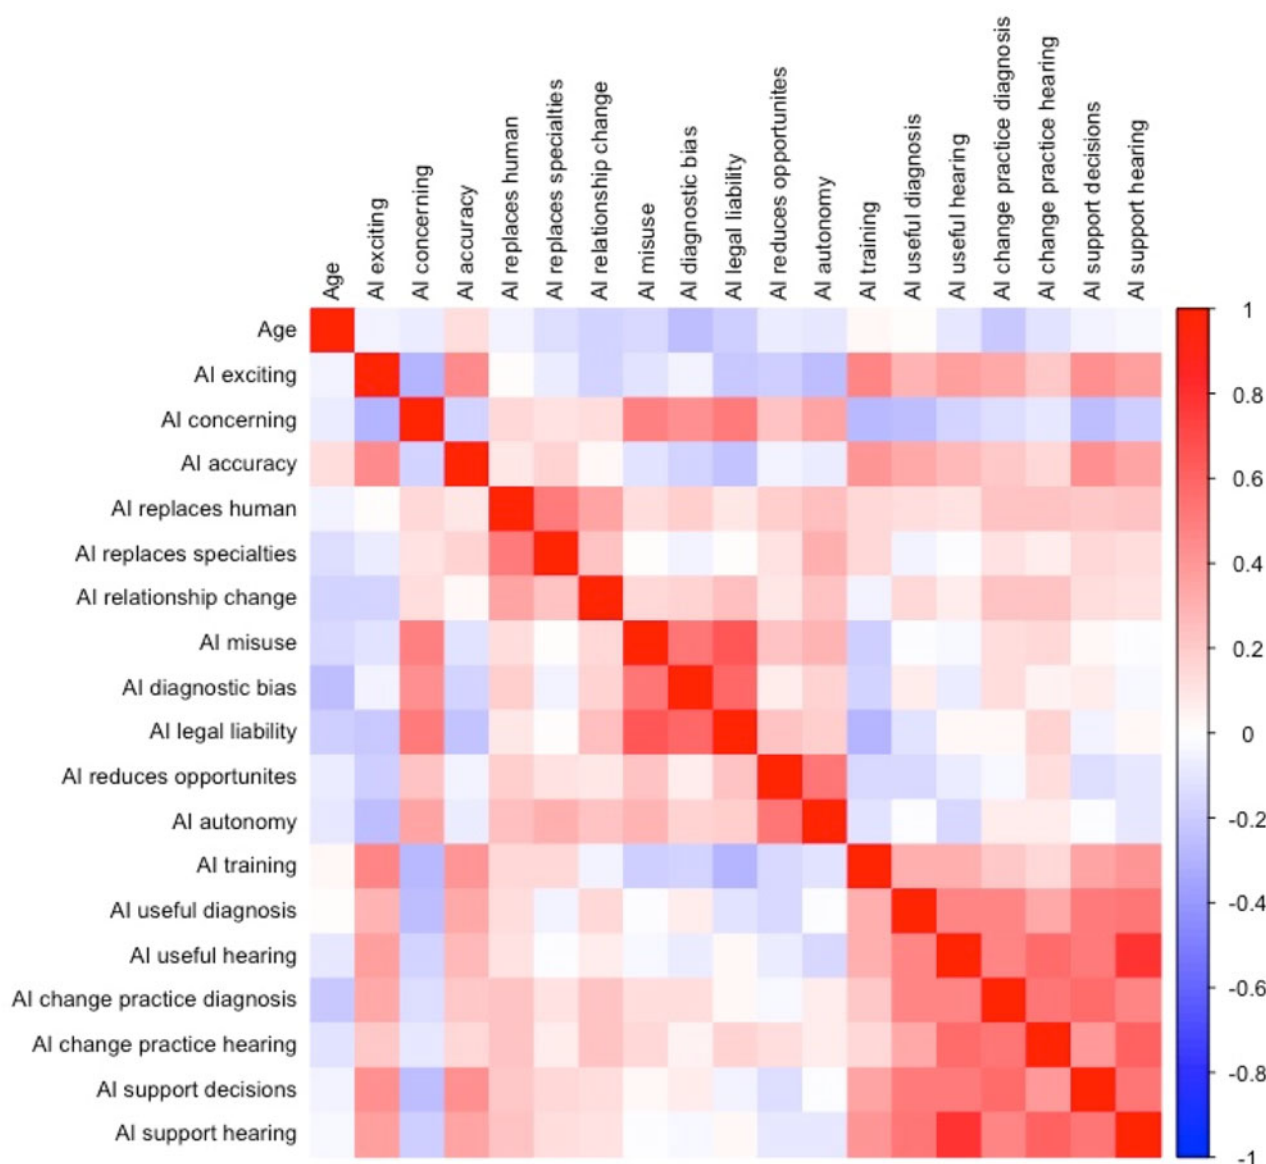 Age
AI exciting
AI concerning
AI accuracy
AI replaces human
AI replaces specialties
AI relationship change
AI misuse
AI diagnostic bias
AI legal liability
AI reduces opportunites
AI autonomy
AI training
AI useful diagnosis
AI useful hearing
AI change practice diagnosis
AI change practice hearing
AI support decisions
AI support hearing
Age
AI exciting
AI concerning
AI accuracy
AI replaces human
AI replaces specialties
AI relationship change
AI misuse
AI diagnostic bias
AI legal liability
AI reduces opportunites
AI autonomy
AI training
AI useful diagnosis
AI useful hearing
AI change practice diagnosis
AI change practice hearing
AI support decisions
AI support hearing
1
0.8
0.6
0.4
0.2
0
-0.2
-0.4
-0.6
-0.8
-1